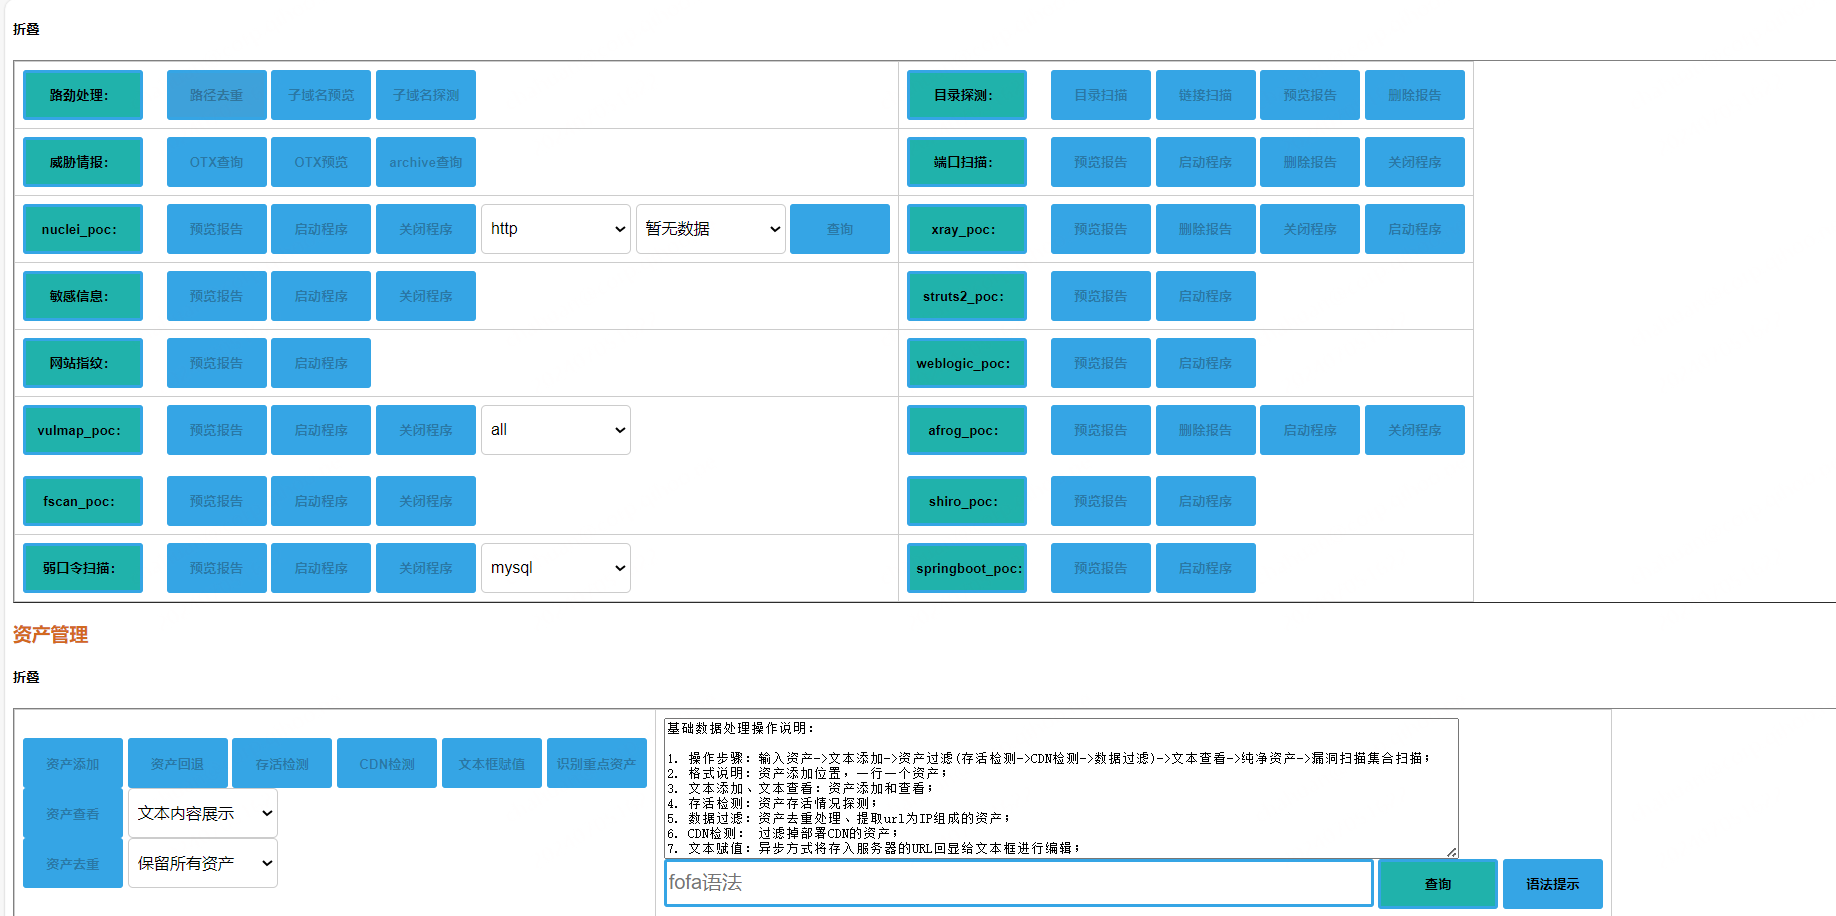 折叠
路劲处理： 路径去重 子域名预览 子域名探测 目录探测： 目录扫描 链接扫描 预览报告 删除报告
威胁情报： OTX查询 OTX预览 archive查询 端口扫描： 预览报告 启动程序 删除报告 关闭程序
nuclei_poc： 预览报告 启动程序 关闭程序 http 暂无数据 查询 xray_poc： 预览报告 删除报告 关闭程序 启动程序
敏感信息： 预览报告 启动程序 关闭程序 struts2_poc： 预览报告 启动程序
网站指纹： 预览报告 启动程序 weblogic_poc： 预览报告 启动程序
vulmap_poc： 预览报告 启动程序 关闭程序 all afrog_poc： 预览报告 删除报告 启动程序 关闭程序
fscan_poc： 预览报告 启动程序 关闭程序 shiro_poc： 预览报告 启动程序
弱口令扫描： 预览报告 启动程序 关闭程序 mysql springboot_poc： 预览报告 启动程序
资产管理
折叠
资产添加 资产回退 存活检测 CDN检测 文本框赋值 识别重点资产
资产查看 文本内容展示
资产去重 保留所有资产
基础数据处理操作说明：
1. 操作步骤：输入资产->文本添加->资产过滤(存活检测->CDN检测->数据过滤)->文本查看->纯净资产->漏洞扫描集合扫描；
2. 格式说明：资产添加位置，一行一个资产；
3. 文本添加、文本查看：资产添加和查看；
4. 存活检测：资产存活情况探测；
5. 数据过滤：资产去重处理、提取url为IP组成的资产；
6. CDN检测： 过滤掉部署CDN的资产；
7. 文本赋值：异步方式将存入服务器的URL回显给文本框进行编辑；
fofa语法 查询 语法提示